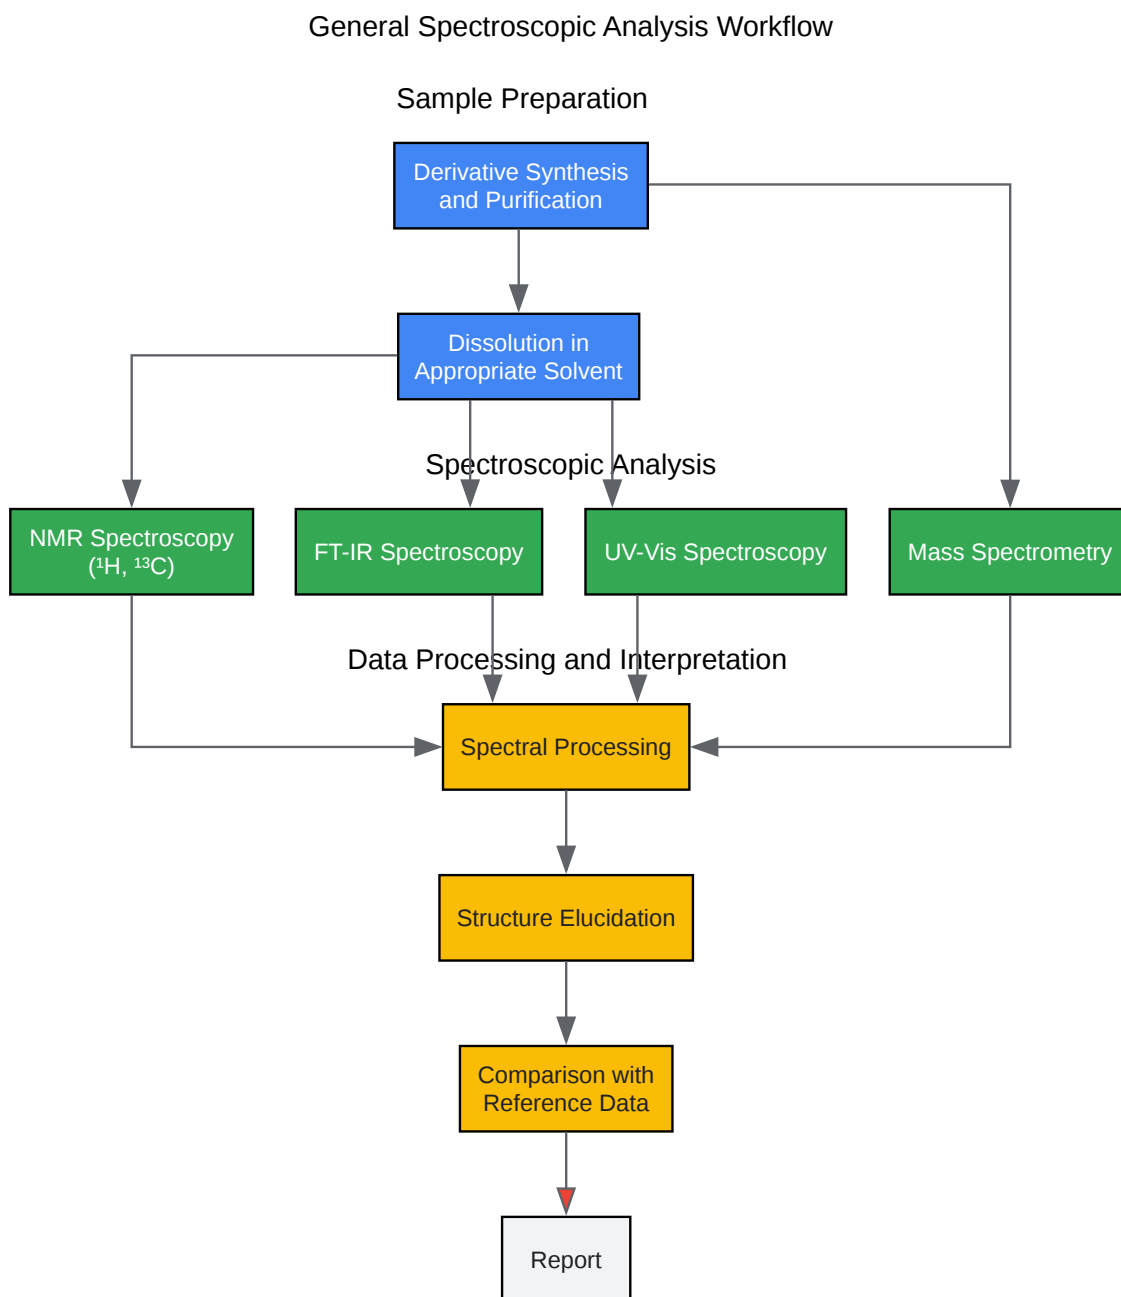 General Spectroscopic Analysis Workflow
Sample Preparation
Derivative Synthesis
and Purification
Dissolution in
Appropriate Solvent
Spectroscopic Analysis
NMR Spectroscopy
(¹H, ¹³C)
FT-IR Spectroscopy
UV-Vis Spectroscopy
Mass Spectrometry
Data Processing and Interpretation
Spectral Processing
Structure Elucidation
Comparison with
Reference Data
Report